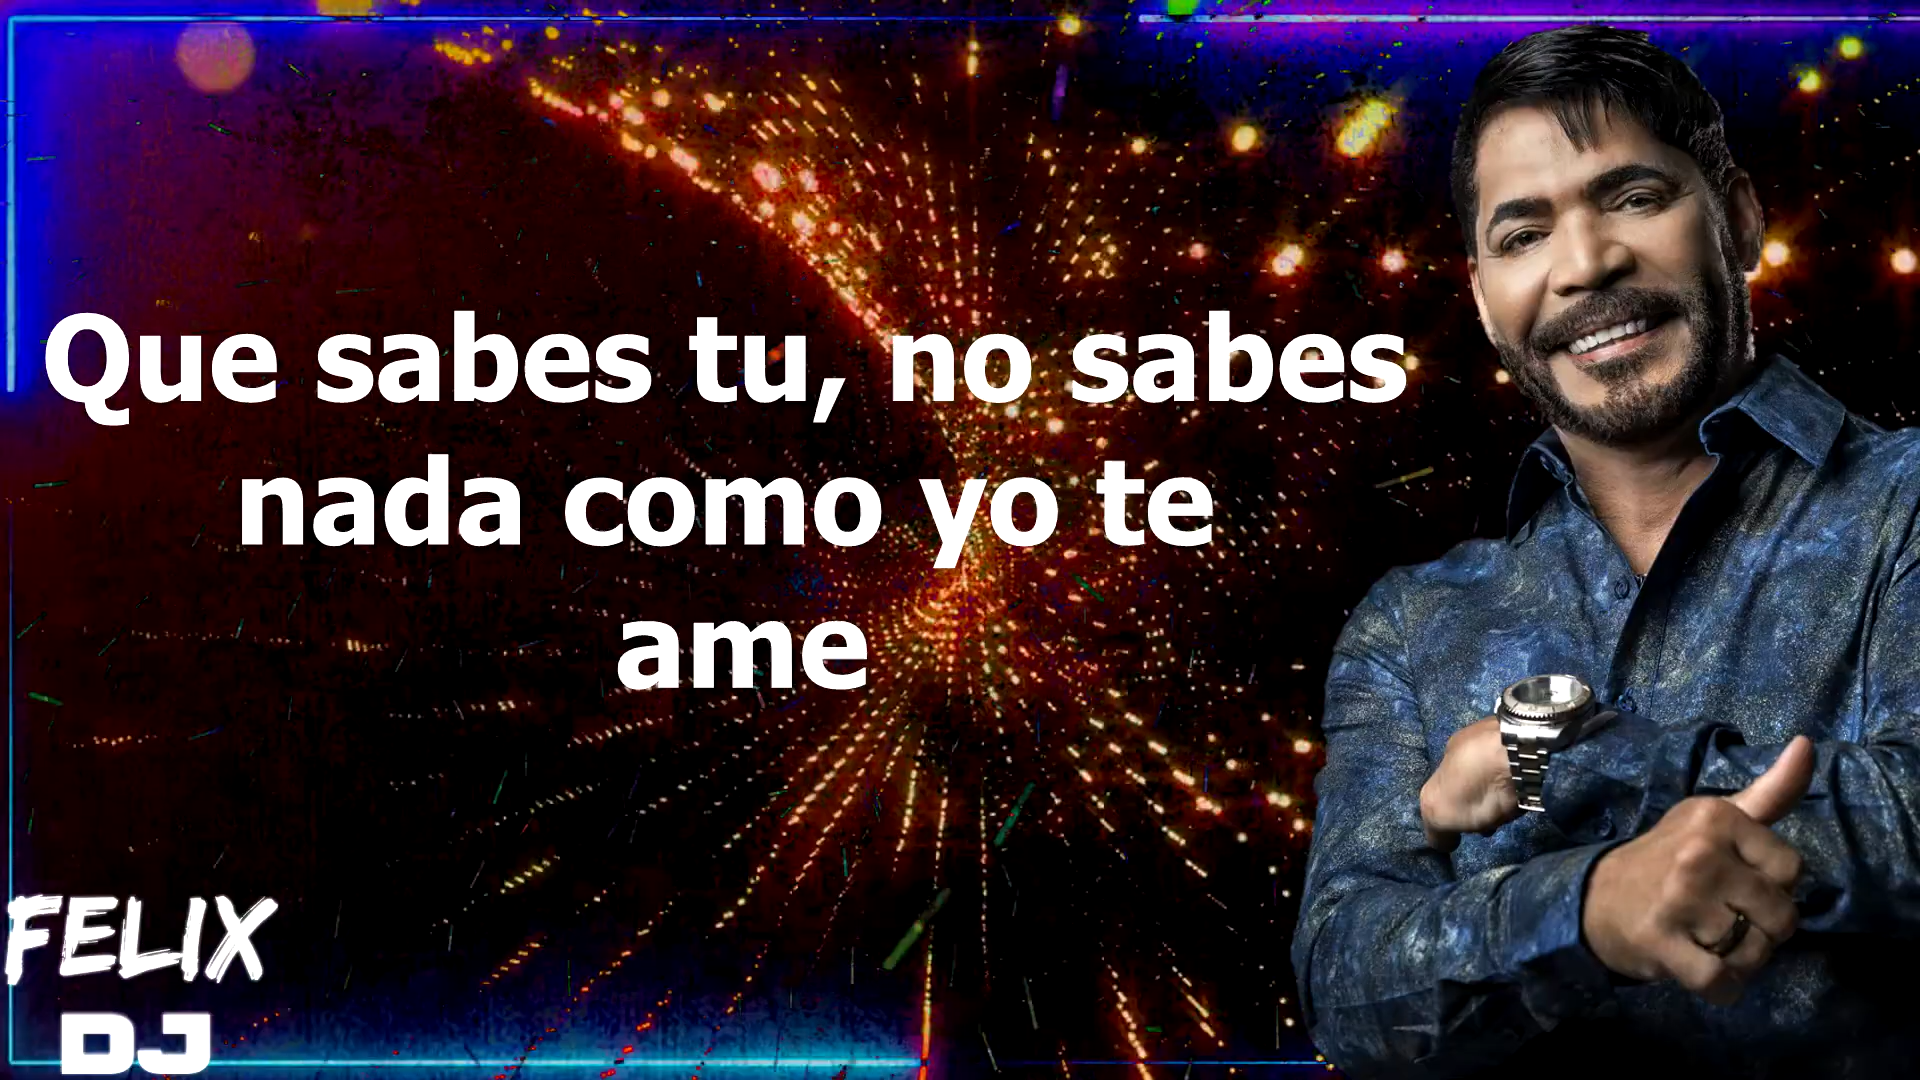 Que sabes tu, no sabes
nada como yo te
ame
FELIX
DJ